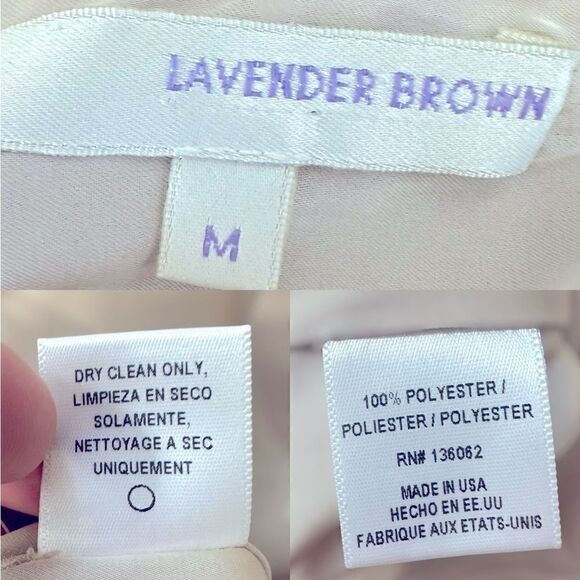 LAVENDER BROWN
M
DRY CLEAN ONLY,
LIMPIEZA EN SECO
SOLAMENTE,
NETTOYAGE A SEC
UNIQUEMENT
100% POLYESTER /
POLIESTER / POLYESTER
RN# 136062
MADE IN USA
HECHO EN EE.UU
FABRIQUE AUX ETATS-UNIS